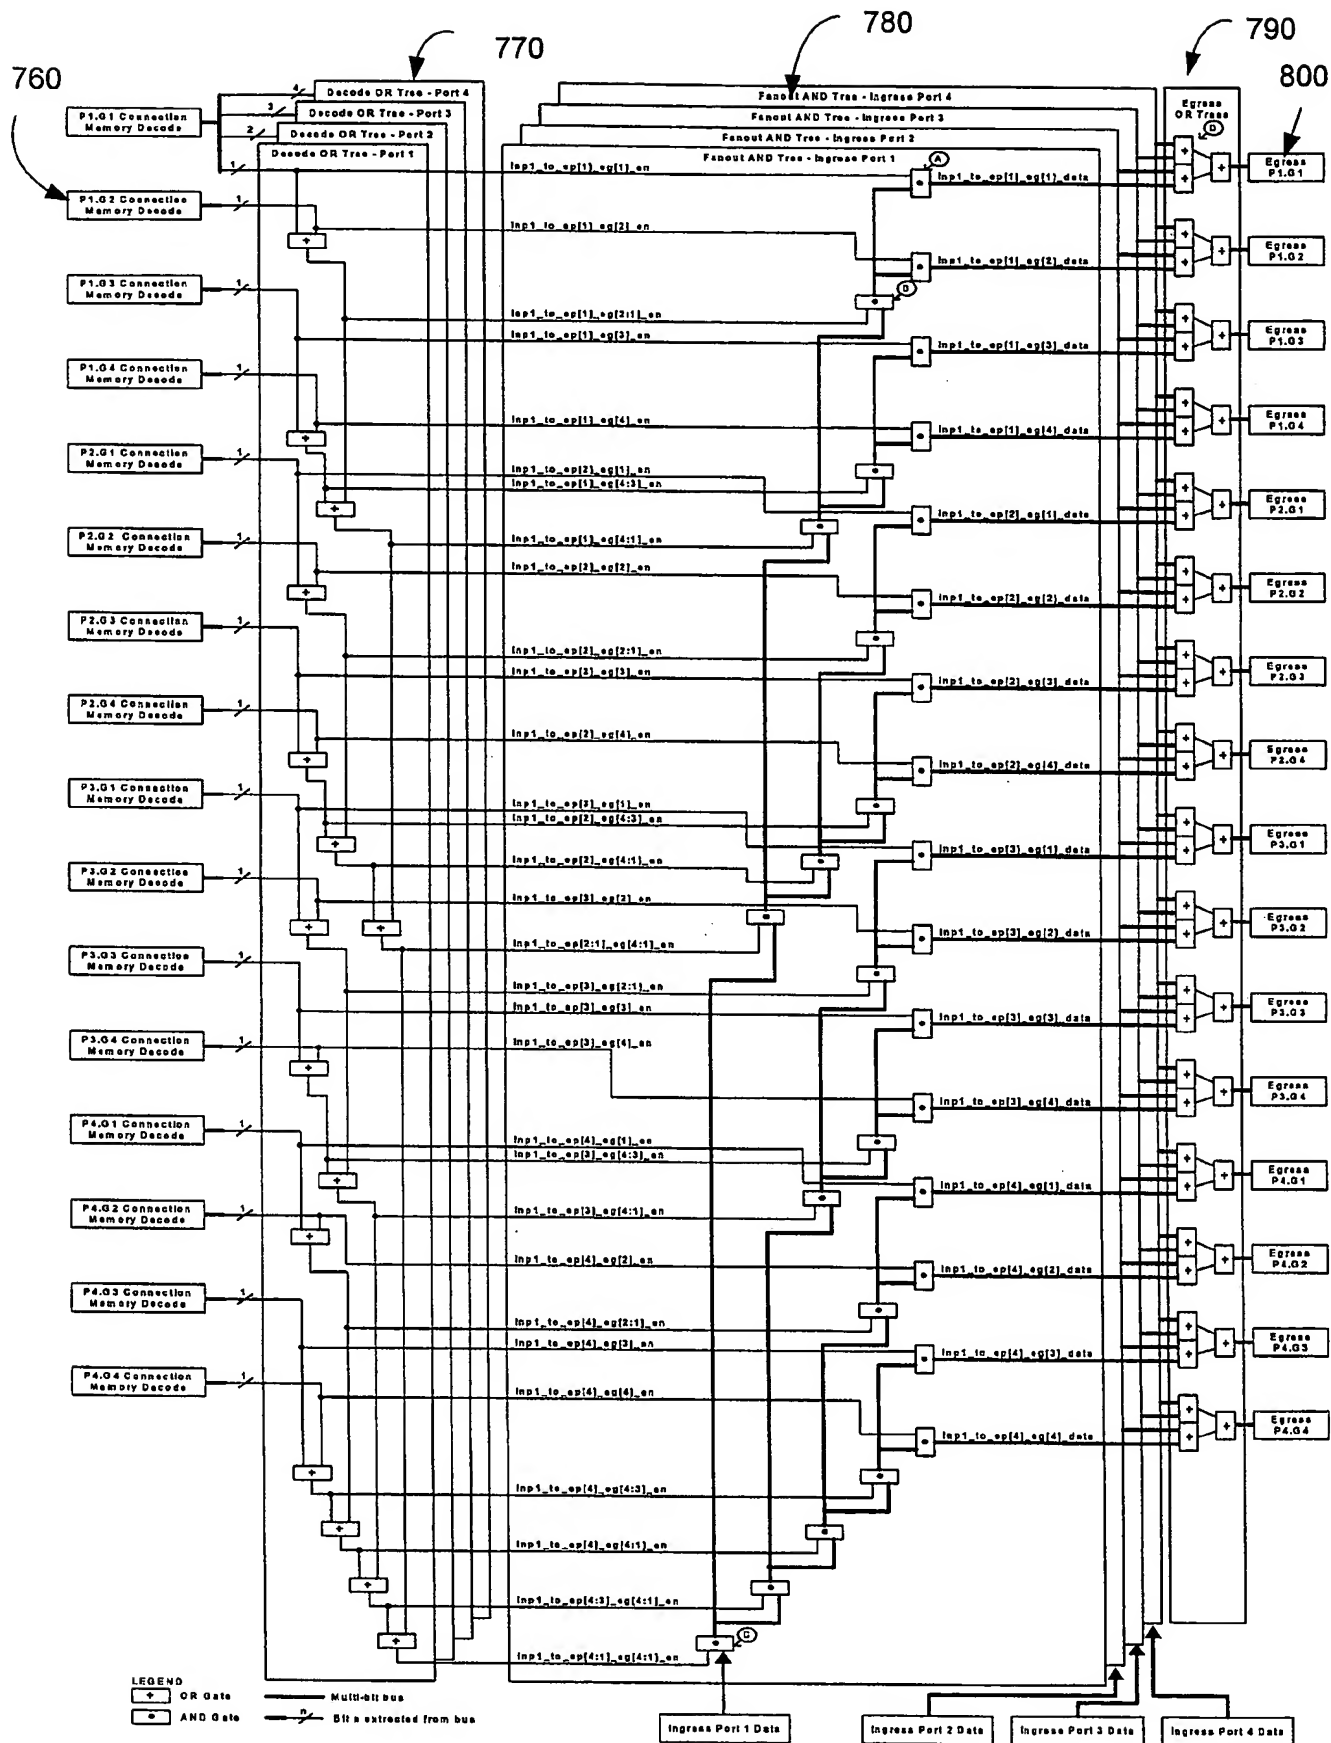 780
790
770
760
800
4
Decode OR Tree - Port 4
3
Decode OR Tree - Port 3
2
Decode OR Tree - Port 2
1
Decode OR Tree - Port 1
Fanout AND Tree - Ingress Port 4
Fanout AND Tree - Ingress Port 3
Fanout AND Tree - Ingress Port 2
Fanout AND Tree - Ingress Port 1
Egress
OR Trees
D
A
B
C
P1.G1 Connection
Memory Decode
P1.G2 Connection
Memory Decode
1
P1.G3 Connection
Memory Decode
1
P1.G4 Connection
Memory Decode
1
P2.G1 Connection
Memory Decode
1
P2.G2 Connection
Memory Decode
1
P2.G3 Connection
Memory Decode
1
P2.G4 Connection
Memory Decode
1
P3.G1 Connection
Memory Decode
1
P3.G2 Connection
Memory Decode
1
P3.G3 Connection
Memory Decode
1
P3.G4 Connection
Memory Decode
1
P4.G1 Connection
Memory Decode
1
P4.G2 Connection
Memory Decode
1
P4.G3 Connection
Memory Decode
1
P4.G4 Connection
Memory Decode
1
inp1_to_ep[1]_eg[1]_en
inp1_to_ep[1]_eg[2]_en
inp1_to_ep[1]_eg[2:1]_en
inp1_to_ep[1]_eg[3]_en
inp1_to_ep[1]_eg[4]_en
inp1_to_ep[2]_eg[1]_en
inp1_to_ep[1]_eg[4:3]_en
inp1_to_ep[1]_eg[4:1]_en
inp1_to_ep[2]_eg[2]_en
inp1_to_ep[2]_eg[2:1]_en
inp1_to_ep[2]_eg[3]_en
inp1_to_ep[2]_eg[4]_en
inp1_to_ep[3]_eg[1]_en
inp1_to_ep[2]_eg[4:3]_en
inp1_to_ep[2]_eg[4:1]_en
inp1_to_ep[3]_eg[2]_en
inp1_to_ep[2:1]_eg[4:1]_en
inp1_to_ep[3]_eg[2:1]_en
inp1_to_ep[3]_eg[3]_en
inp1_to_ep[3]_eg[4]_en
inp1_to_ep[4]_eg[1]_en
inp1_to_ep[3]_eg[4:3]_en
inp1_to_ep[3]_eg[4:1]_en
inp1_to_ep[4]_eg[2]_en
inp1_to_ep[4]_eg[2:1]_en
inp1_to_ep[4]_eg[3]_en
inp1_to_ep[4]_eg[4]_en
inp1_to_ep[4]_eg[4:3]_en
inp1_to_ep[4]_eg[4:1]_en
inp1_to_ep[4:3]_eg[4:1]_en
inp1_to_ep[4:1]_eg[4:1]_en
inp1_to_ep[1]_eg[1]_data
inp1_to_ep[1]_eg[2]_data
inp1_to_ep[1]_eg[3]_data
inp1_to_ep[1]_eg[4]_data
inp1_to_ep[2]_eg[1]_data
inp1_to_ep[2]_eg[2]_data
inp1_to_ep[2]_eg[3]_data
inp1_to_ep[2]_eg[4]_data
inp1_to_ep[3]_eg[1]_data
inp1_to_ep[3]_eg[2]_data
inp1_to_ep[3]_eg[3]_data
inp1_to_ep[3]_eg[4]_data
inp1_to_ep[4]_eg[1]_data
inp1_to_ep[4]_eg[2]_data
inp1_to_ep[4]_eg[3]_data
inp1_to_ep[4]_eg[4]_data
Egress
P1.G1
Egress
P1.G2
Egress
P1.G3
Egress
P1.G4
Egress
P2.G1
Egress
P2.G2
Egress
P2.G3
Egress
P2.G4
Egress
P3.G1
Egress
P3.G2
Egress
P3.G3
Egress
P3.G4
Egress
P4.G1
Egress
P4.G2
Egress
P4.G3
Egress
P4.G4
LEGEND
+ OR Gate
Multi-bit bus
AND Gate
n
Bit n extracted from bus
Ingress Port 1 Data
Ingress Port 2 Data
Ingress Port 3 Data
Ingress Port 4 Data